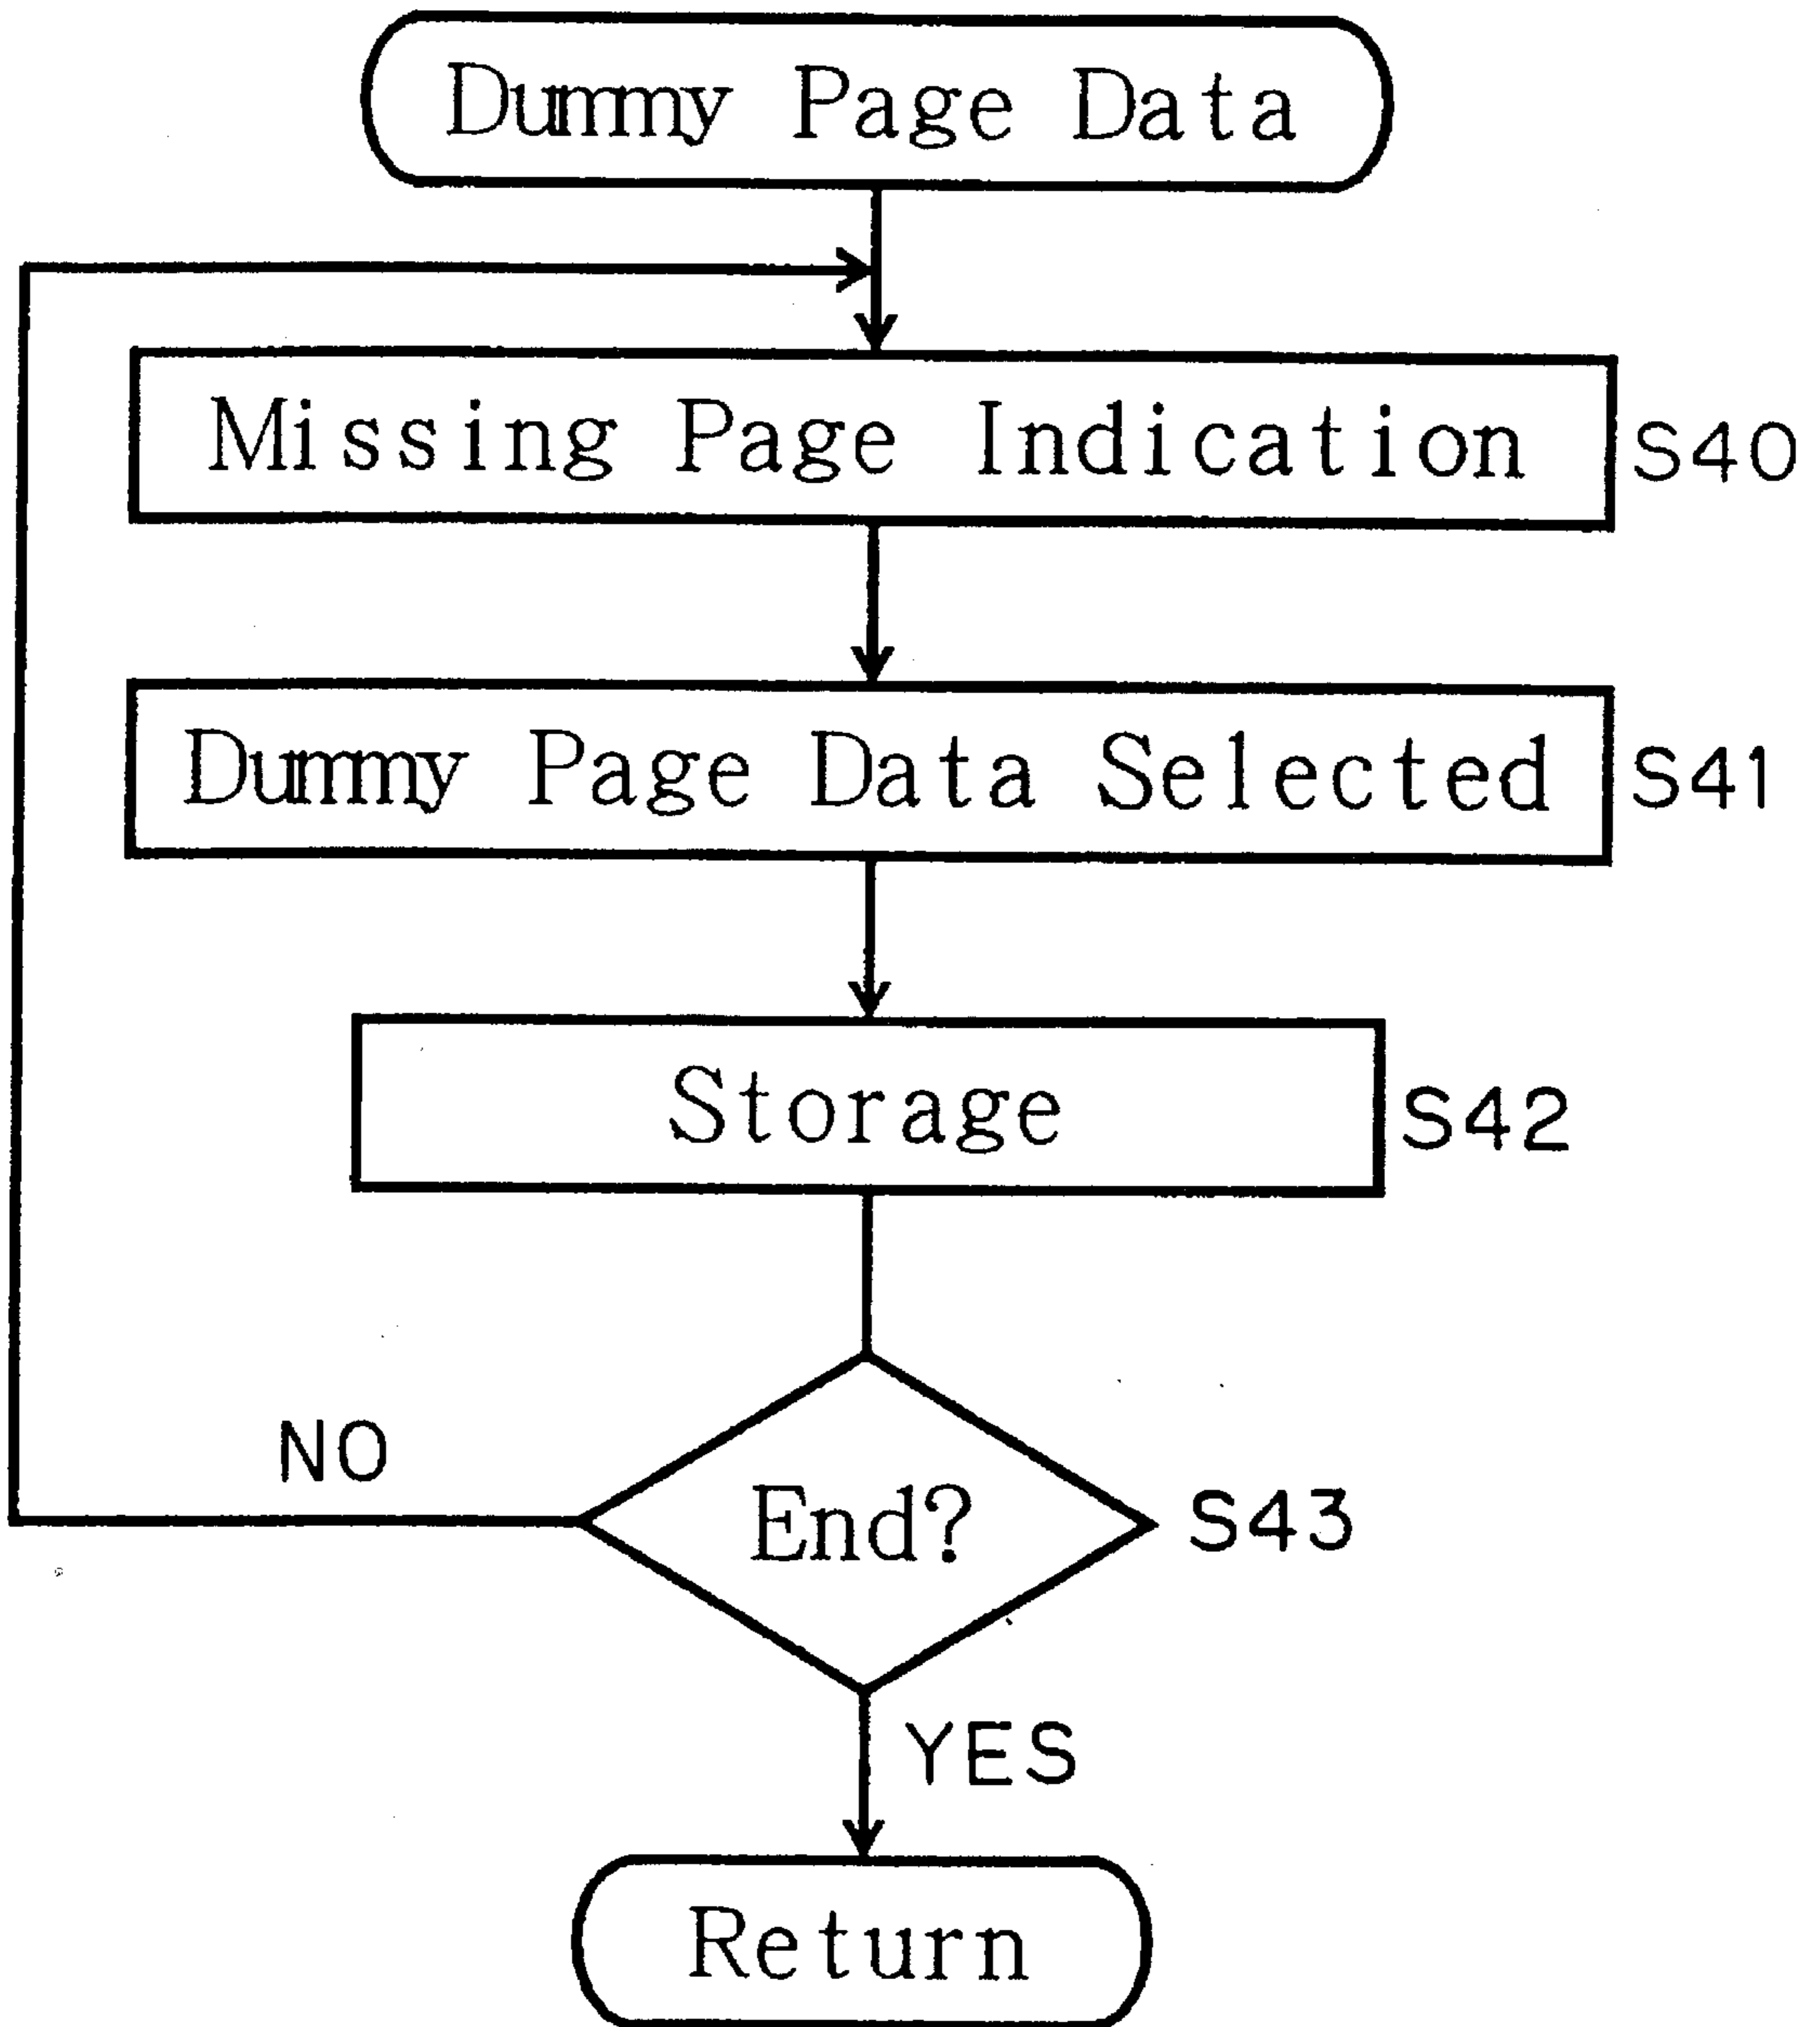 Dummy Page Data
Missing Page Indication S40
Dummy Page Data Selected S41
Storage S42
NO
End? S43
YES
Return